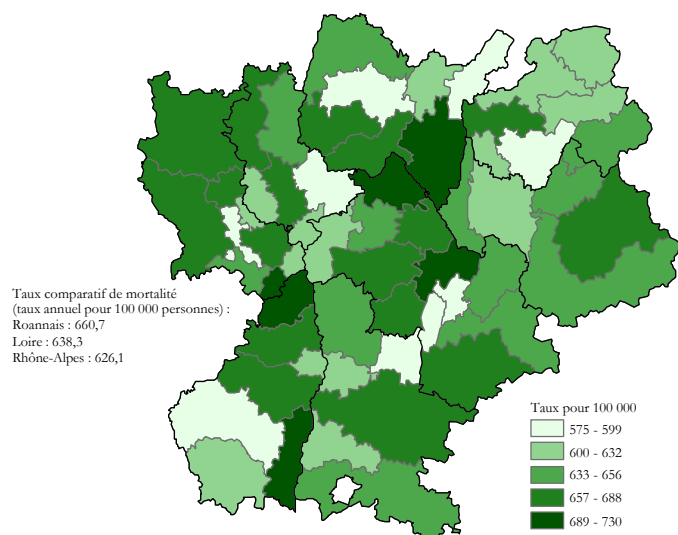 Taux comparatif de mortalité
(taux annuel pour 100 000 personnes) :
Roannais : 660,7
Loire : 638,3
Rhône-Alpes : 626,1
Taux pour 100 000
575 - 599
600 - 632
633 - 656
657 - 688
689 - 730